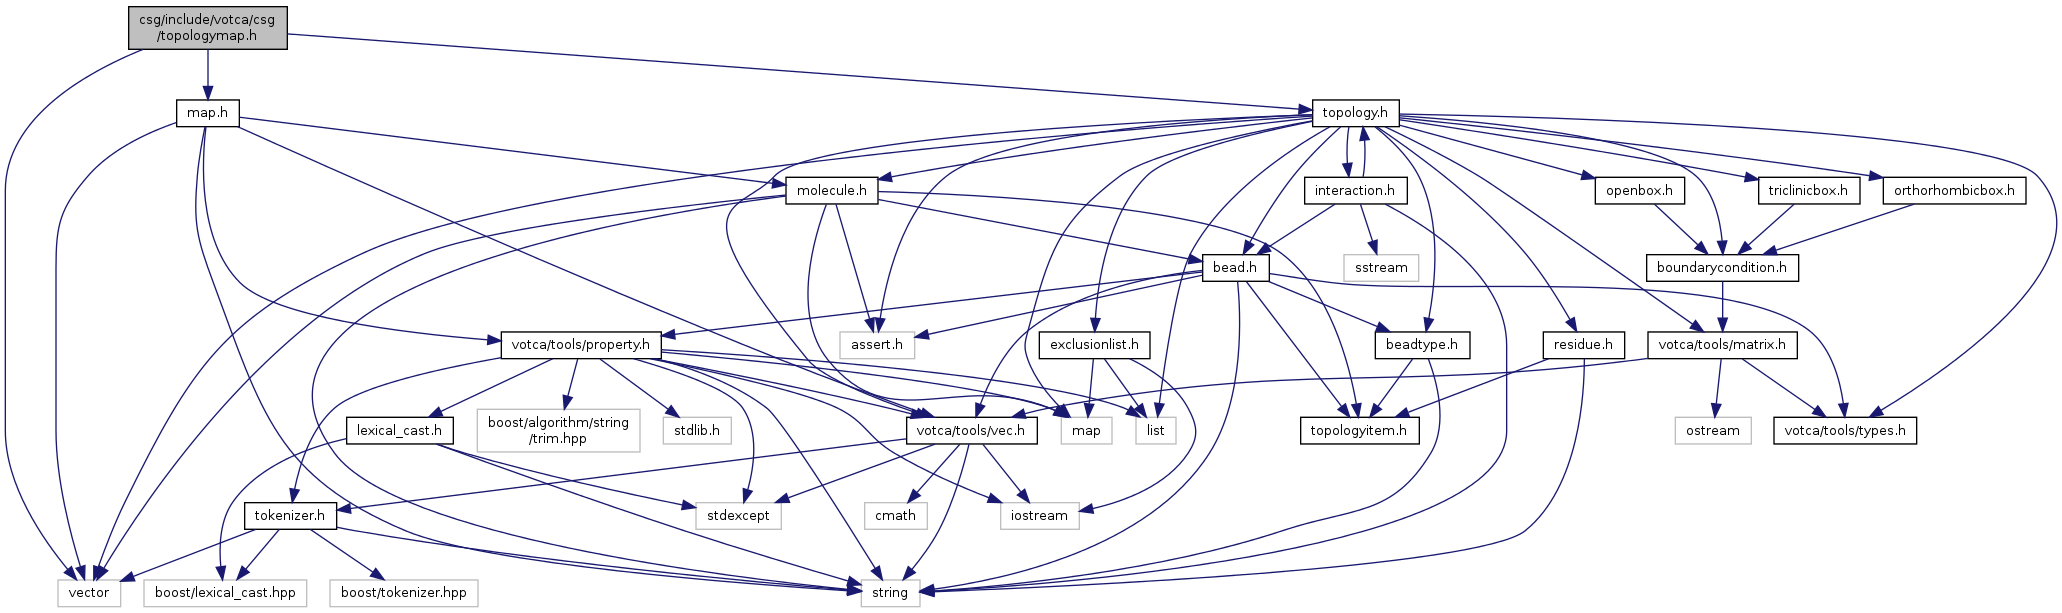 csg/include/votca/csg
/topologymap.h
map.h
topology.h
molecule.h
interaction.h
openbox.h
triclinicbox.h
orthorhombicbox.h
bead.h
sstream
boundarycondition.h
votca/tools/property.h
assert.h
exclusionlist.h
beadtype.h
residue.h
votca/tools/matrix.h
lexical_cast.h
boost/algorithm/string
/trim.hpp
stdlib.h
votca/tools/vec.h
map
list
topologyitem.h
ostream
votca/tools/types.h
tokenizer.h
stdexcept
cmath
iostream
vector
boost/lexical_cast.hpp
boost/tokenizer.hpp
string